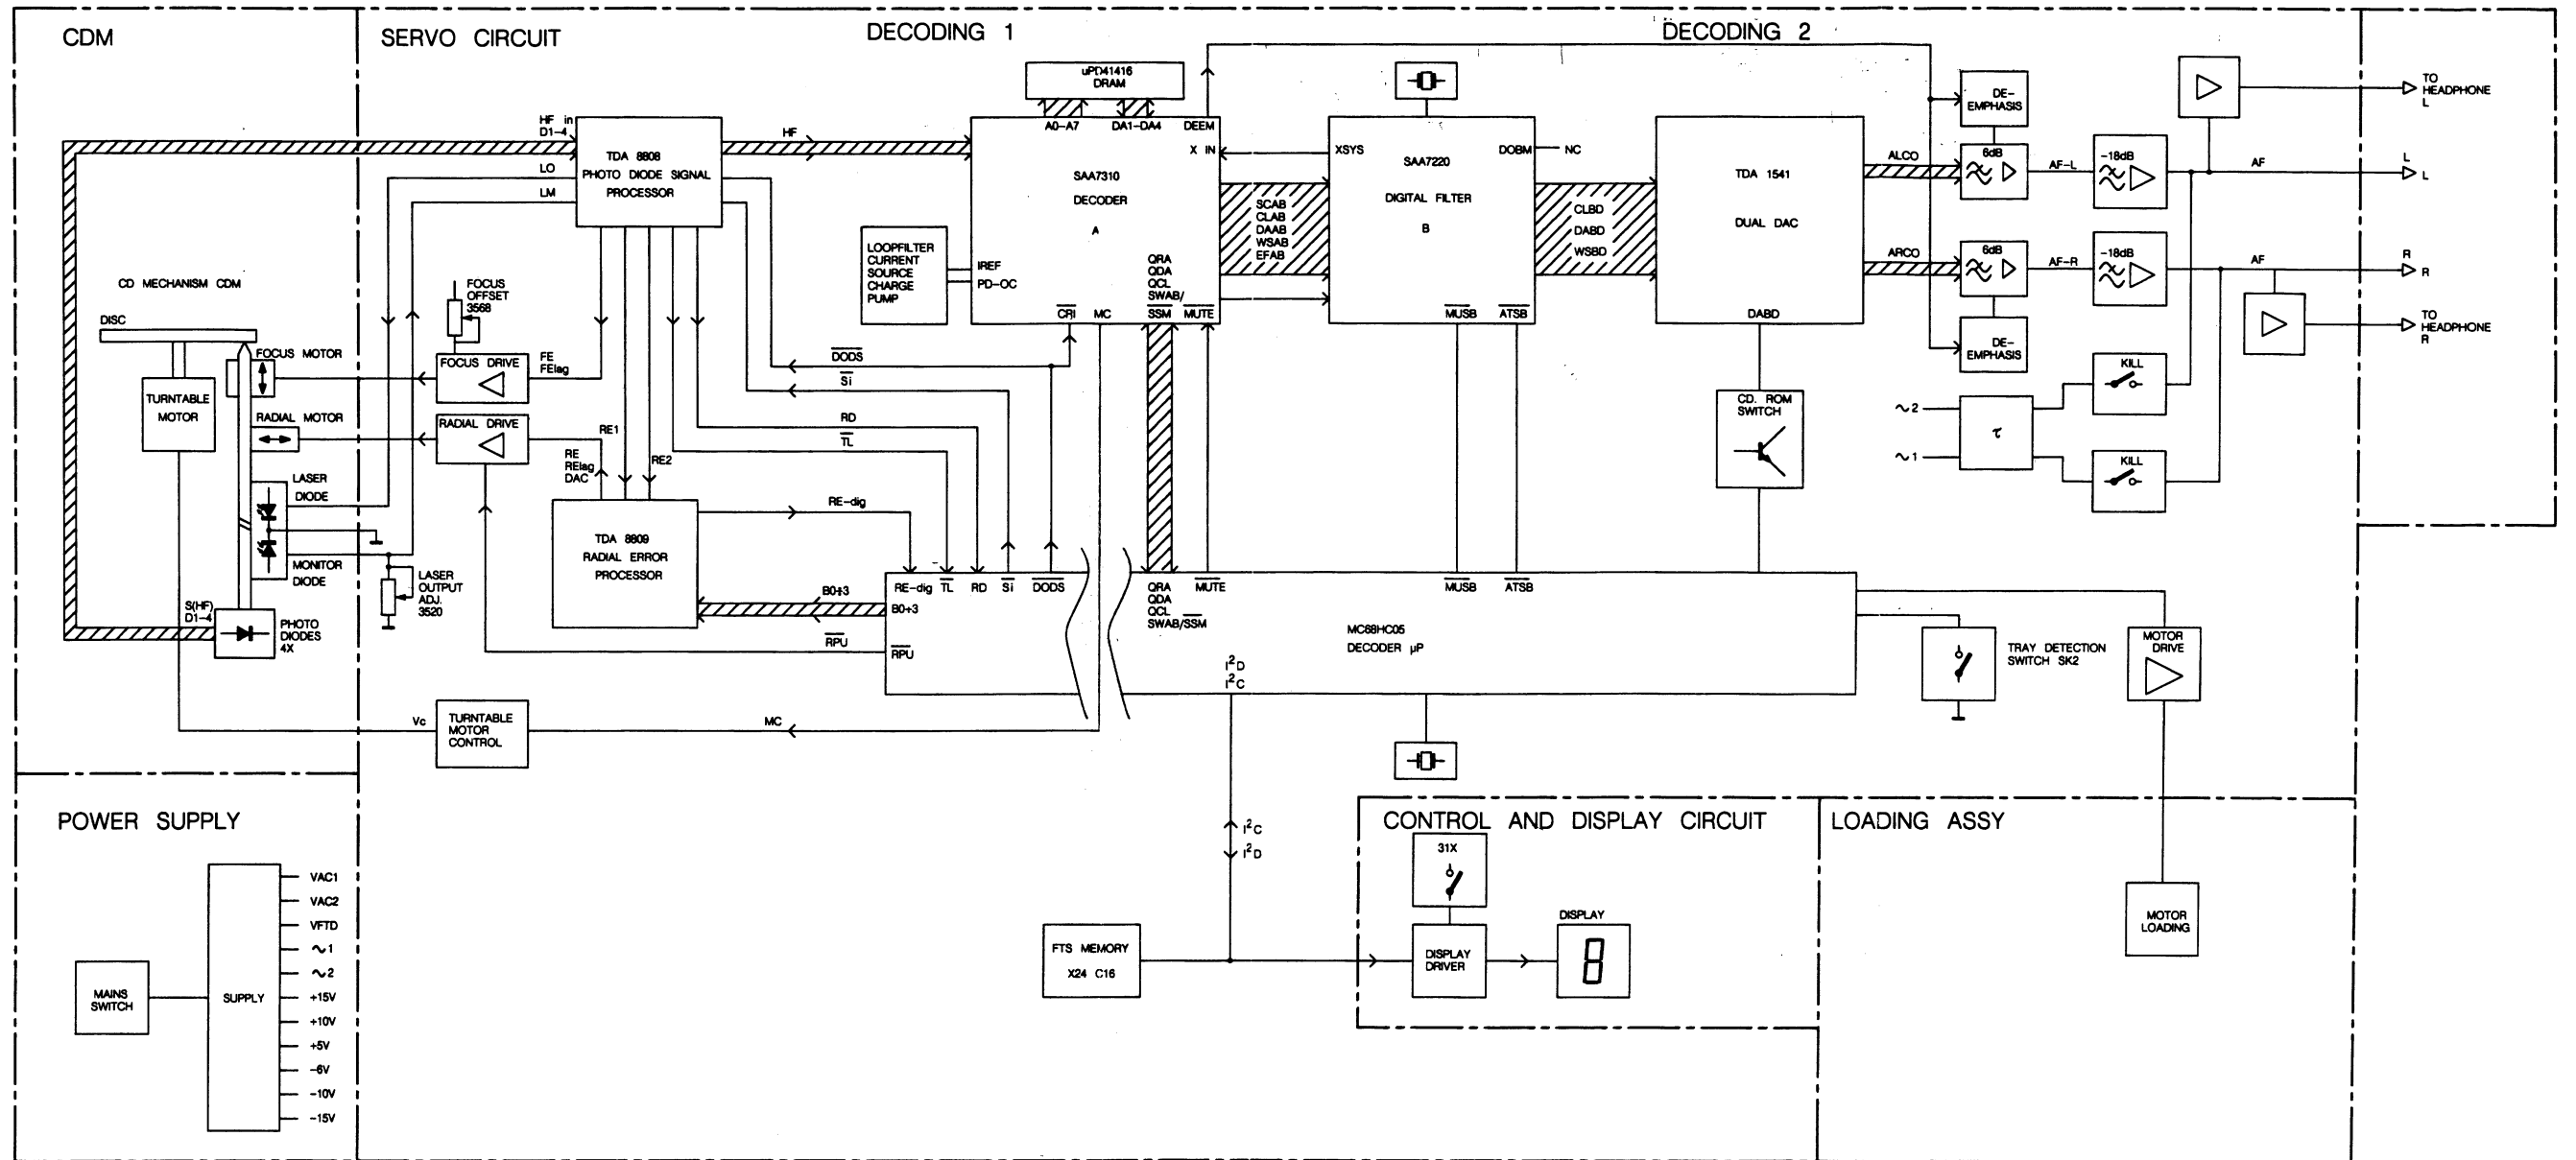 CDM
SERVO CIRCUIT
DECODING 1
DECODING 2
uPD41416
DRAM
A0-A7
DA1-DA4
DEEM
X IN
SAA7310
DECODER
A
IREF
PD-OC
QRA
QDA
QCL
SWAB/
CRI
MC
SSM
MUTE
LOOPFILTER
CURRENT
SOURCE
CHARGE
PUMP
HF in
D1-4
LO
LM
TDA 8808
PHOTO DIODE SIGNAL
PROCESSOR
HF
SCAB
CLAB
DAAB
WSAB
EFAB
XSYS
SAA7220
DOBM
NC
DIGITAL FILTER
B
MUSB
ATSB
CLBD
DABD
WSBD
TDA 1541
DUAL DAC
DABD
ALCO
ARCO
DE-
EMPHASIS
6dB
AF-L
-18dB
AF
TO
HEADPHONE
L
L
L
6dB
AF-R
-18dB
AF
R
R
TO
HEADPHONE
R
DE-
EMPHASIS
KILL
∼2
τ
∼1
KILL
CD. ROM
SWITCH
CD MECHANISM CDM
DISC
FOCUS MOTOR
TURNTABLE
MOTOR
RADIAL MOTOR
LASER
DIODE
MONITOR
DIODE
S(HF)
D1-4
PHOTO
DIODES
4X
FOCUS
OFFSET
3568
FOCUS DRIVE
FE
FElag
RADIAL DRIVE
RE
RElag
DAC
RE1
RE2
LASER
OUTPUT
ADJ.
3520
DODS
Si
RD
TL
RE-dig
TDA 8809
RADIAL ERROR
PROCESSOR
B0÷3
RPU
RE-dig
TL
RD
Si
DODS
B0÷3
RPU
QRA
QDA
QCL
SWAB/SSM
MUTE
MUSB
ATSB
MC68HC05
DECODER µP
I²D
I²C
TRAY DETECTION
SWITCH SK2
MOTOR
DRIVE
Vc
TURNTABLE
MOTOR
CONTROL
MC
POWER SUPPLY
MAINS
SWITCH
SUPPLY
VAC1
VAC2
VFTD
∼1
∼2
+15V
+10V
+5V
-6V
-10V
-15V
I²C
I²D
FTS MEMORY
X24 C16
CONTROL AND DISPLAY CIRCUIT
31X
DISPLAY
DRIVER
DISPLAY
8
LOADING ASSY
MOTOR
LOADING